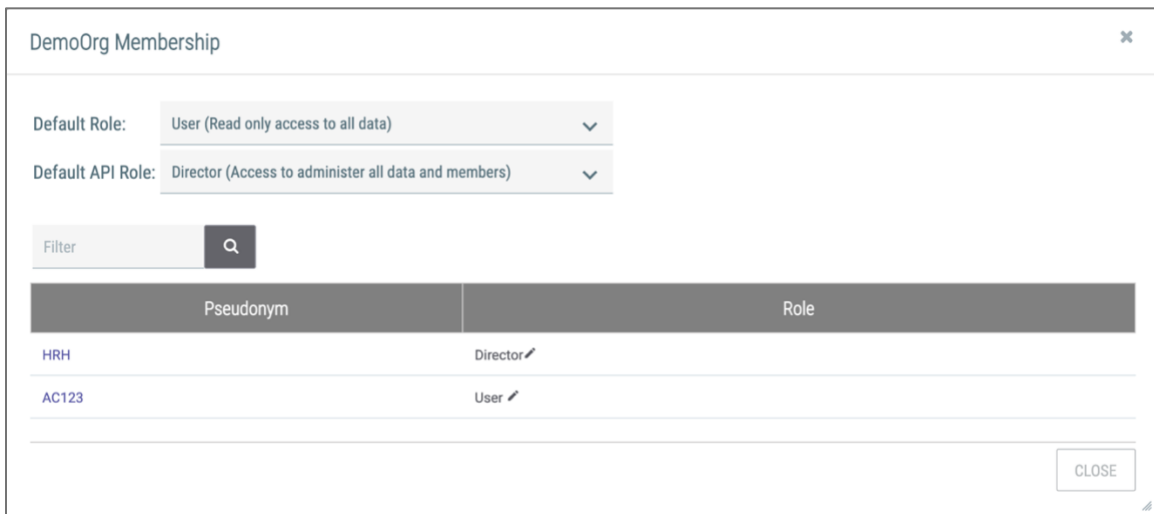 DemoOrg Membership
Default Role: User (Read only access to all data)
Default API Role: Director (Access to administer all data and members)
Filter
Pseudonym Role
HRH Director
AC123 User
CLOSE